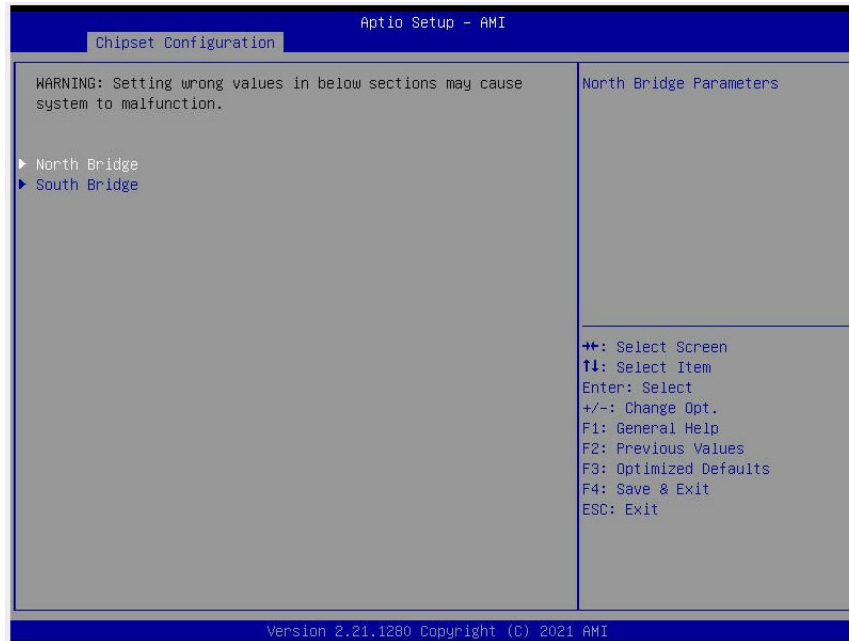 Aptio Setup - AMI
Chipset Configuration
WARNING: Setting wrong values in below sections may cause
system to malfunction.
North Bridge
South Bridge
North Bridge Parameters
→←: Select Screen
↑↓: Select Item
Enter: Select
+/-: Change Opt.
F1: General Help
F2: Previous Values
F3: Optimized Defaults
F4: Save & Exit
ESC: Exit
Version 2.21.1280 Copyright (C) 2021 AMI